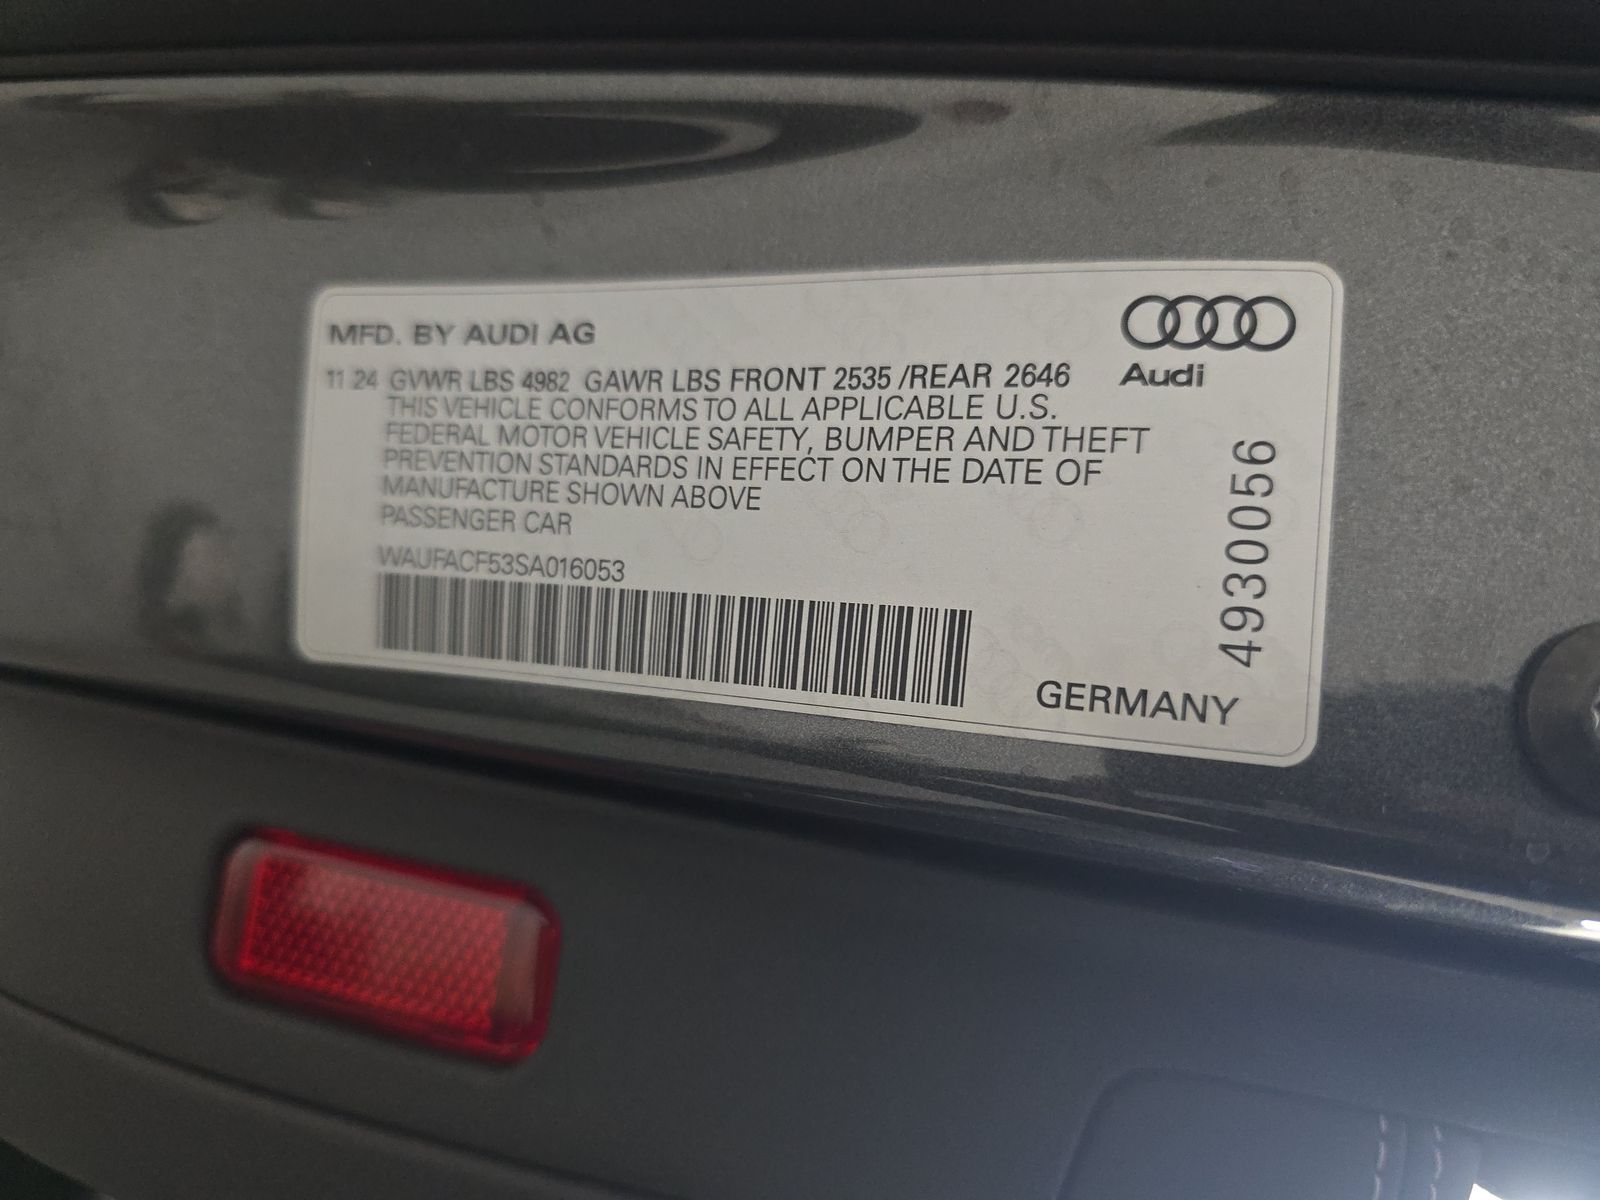 MFD. BY AUDI AG
Audi
11 24 GVWR LBS 4982 GAWR LBS FRONT 2535 /REAR 2646
THIS VEHICLE CONFORMS TO ALL APPLICABLE U.S.
FEDERAL MOTOR VEHICLE SAFETY, BUMPER AND THEFT
PREVENTION STANDARDS IN EFFECT ON THE DATE OF
MANUFACTURE SHOWN ABOVE
PASSENGER CAR
WAUFACF53SA016053
4930056
GERMANY